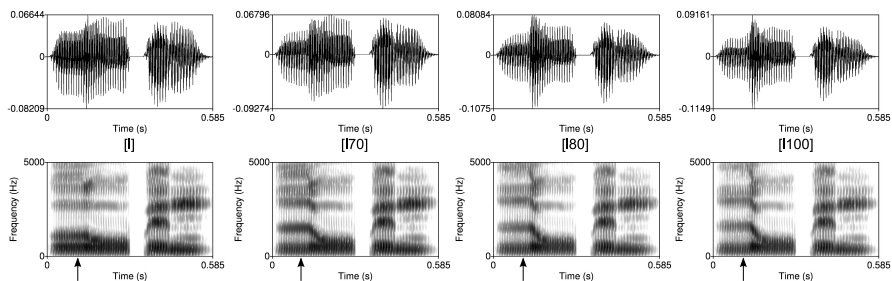 0.06644 0.06796 0.08084 0.09161
0 0 0 0
-0.08209 -0.09274 -0.1075 -0.1149
0 0.585 0 0.585 0 0.585 0 0.585
Time (s) Time (s) Time (s) Time (s)
[l] [l70] [l80] [l100]
5000 5000 5000 5000
Frequency (Hz) Frequency (Hz) Frequency (Hz) Frequency (Hz)
0 0 0 0
0 0.585 0 0.585 0 0.585 0 0.585
Time (s) Time (s) Time (s) Time (s)